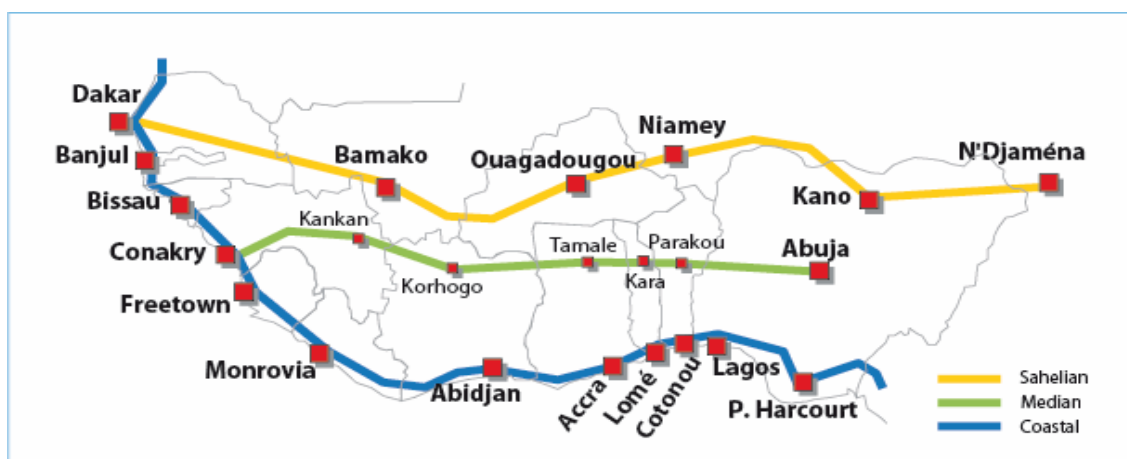 Dakar
Niamey
N'Djaména
Banjul
Bamako
Ouagadougou
Bissau
Kano
Kankan
Conakry
Tamale
Parakou
Abuja
Korhogo
Kara
Freetown
Monrovia
Abidjan
Accra
Lomé
Cotonou
Lagos
P. Harcourt
Sahelian
Median
Coastal